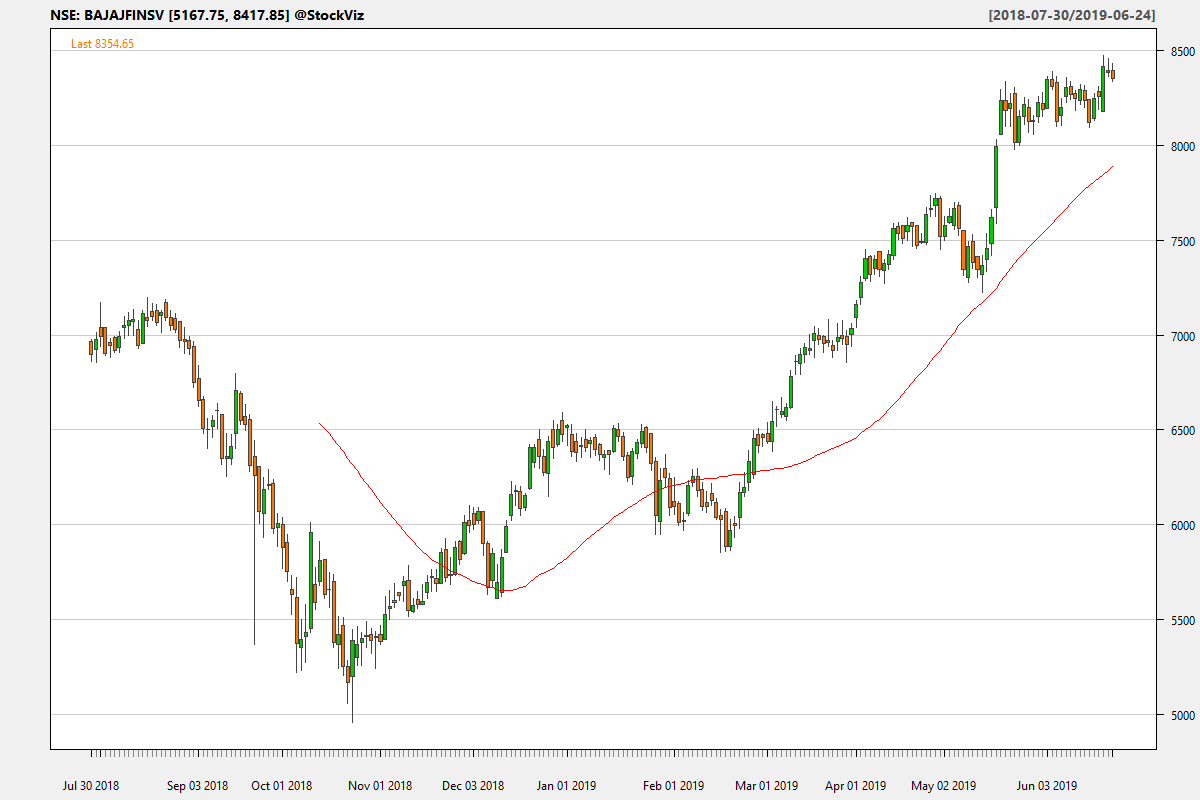 NSE: BAJAJFINSV [5167.75, 8417.85] @StockViz [2018-07-30/2019-06-24]
Last 8354.65
8500
8000
7500
7000
6500
6000
5500
5000
Jul 30 2018 Sep 03 2018 Oct 01 2018 Nov 01 2018 Dec 03 2018 Jan 01 2019 Feb 01 2019 Mar 01 2019 Apr 01 2019 May 02 2019 Jun 03 2019